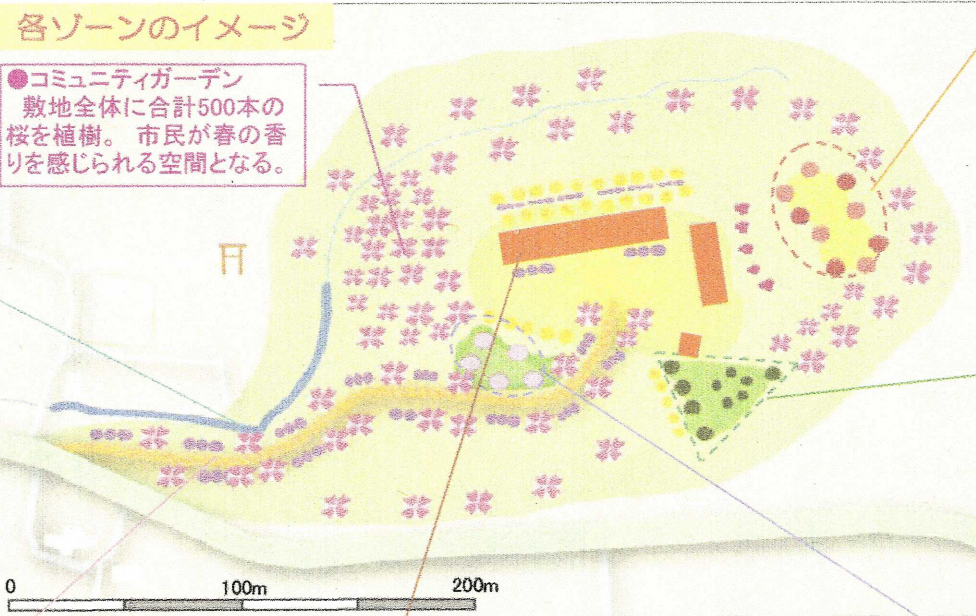 各ゾーンのイメージ
●コミュニティガーデン
敷地全体に合計500本の
桜を植樹。 市民が春の香
りを感じられる空間となる。
0 100m 200m